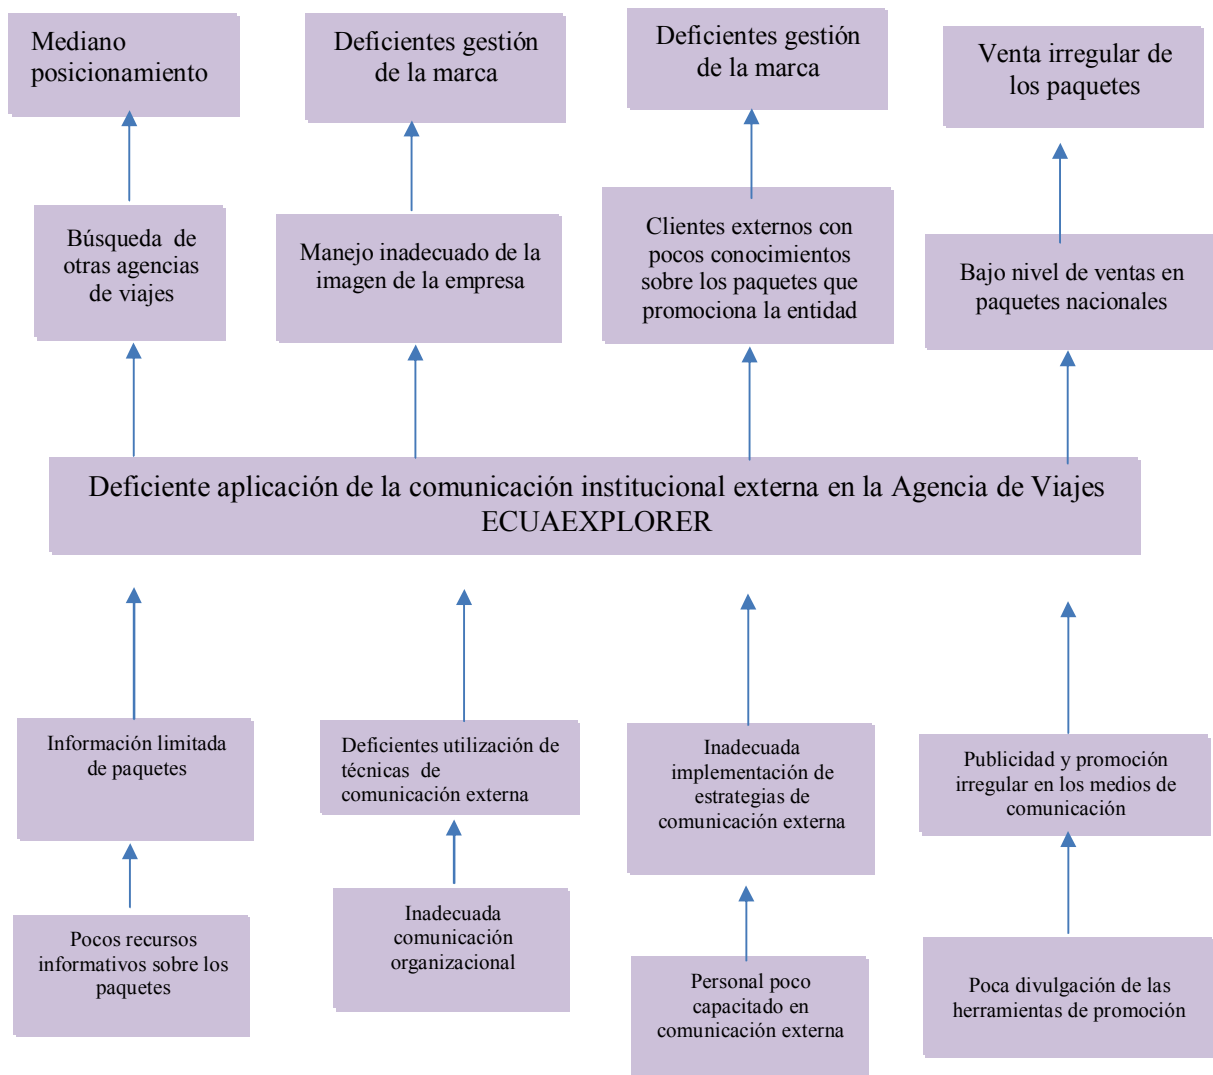 Mediano
posicionamiento
Deficientes gestión
de la marca
Deficientes gestión
de la marca
Venta irregular de
los paquetes
Búsqueda de
otras agencias
de viajes
Manejo inadecuado de la
imagen de la empresa
Clientes externos con
pocos conocimientos
sobre los paquetes que
promociona la entidad
Bajo nivel de ventas en
paquetes nacionales
Deficiente aplicación de la comunicación institucional externa en la Agencia de Viajes
ECUAEXPLORER
Información limitada
de paquetes
Deficientes utilización de
técnicas de
comunicación externa
Inadecuada
implementación de
estrategias de
comunicación externa
Publicidad y promoción
irregular en los medios de
comunicación
Pocos recursos
informativos sobre los
paquetes
Inadecuada
comunicación
organizacional
Personal poco
capacitado en
comunicación externa
Poca divulgación de las
herramientas de promoción